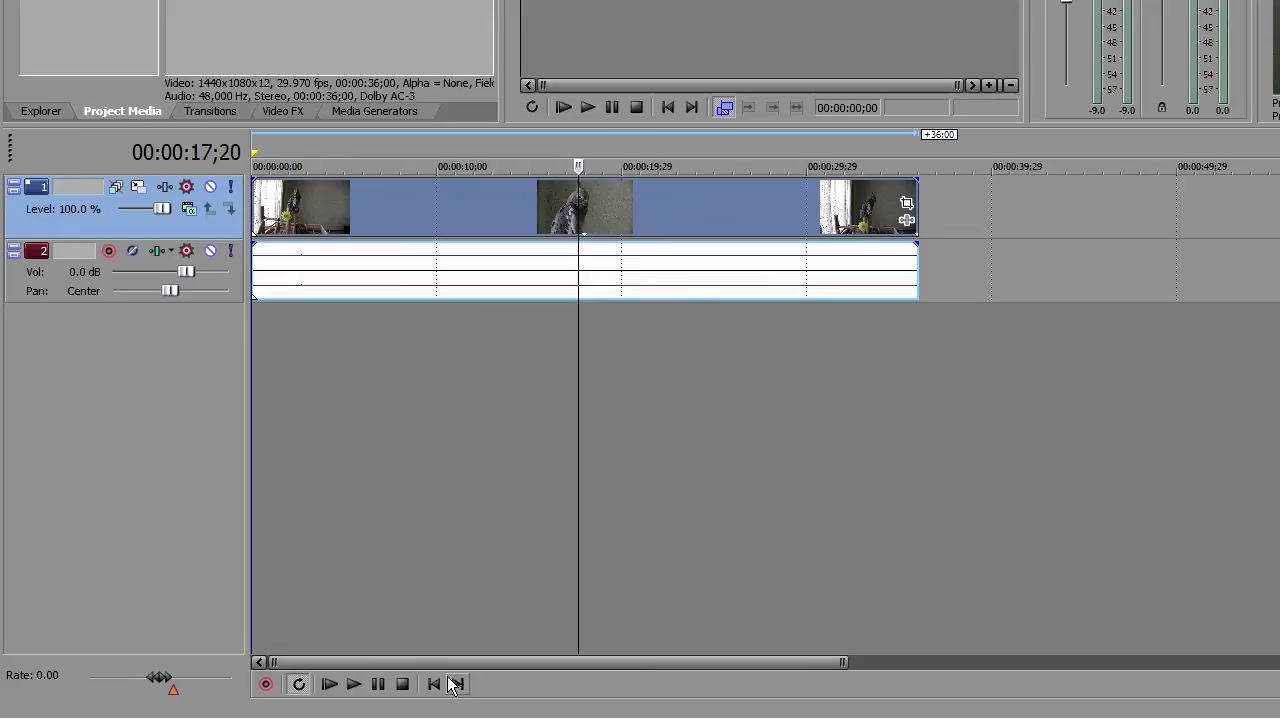 42
42
45
45
48
48
51
51
54
54
57
57
-9.0 -9.0 0.0 0.0
Video: 1440x1080x12, 29.970 fps, 00:00:36;00, Alpha = None, Field
Audio: 48,000 Hz, Stereo, 00:00:36;00, Dolby AC-3
Explorer Project Media Transitions Video FX Media Generators
00:00:00;00
00:00:17;20
+36:00
00:00:00;00 00:00:10;00 00:00:19;29 00:00:29;29 00:00:39;29 00:00:49;29
1
Level: 100.0 %
2
Vol: 0.0 dB
Pan: Center
Rate: 0.00